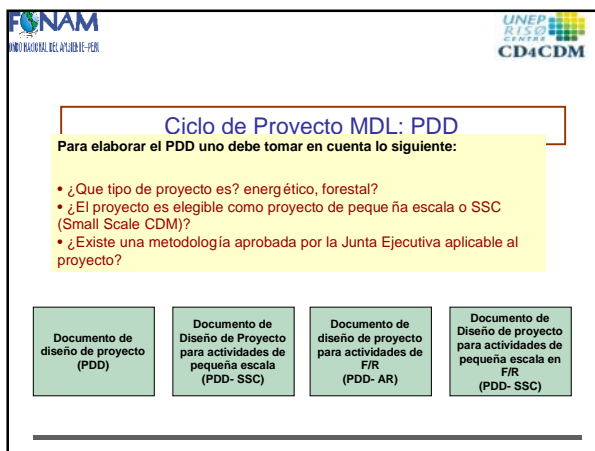 FONAM
FONDO NACIONAL DEL AMBIENTE-PERU
UNEP
RISØ
CENTRE
CD4CDM
Ciclo de Proyecto MDL: PDD
Para elaborar el PDD uno debe tomar en cuenta lo siguiente:
• ¿Que tipo de proyecto es? energético, forestal?
• ¿El proyecto es elegible como proyecto de peque ña escala o SSC
(Small Scale CDM)?
• ¿Existe una metodología aprobada por la Junta Ejecutiva aplicable al
proyecto?
Documento de
diseño de proyecto
(PDD)
Documento de
Diseño de Proyecto
para actividades de
pequeña escala
(PDD- SSC)
Documento de
diseño de proyecto
para actividades de
F/R
(PDD- AR)
Documento de
Diseño de proyecto
para actividades de
pequeña escala en
F/R
(PDD- SSC)